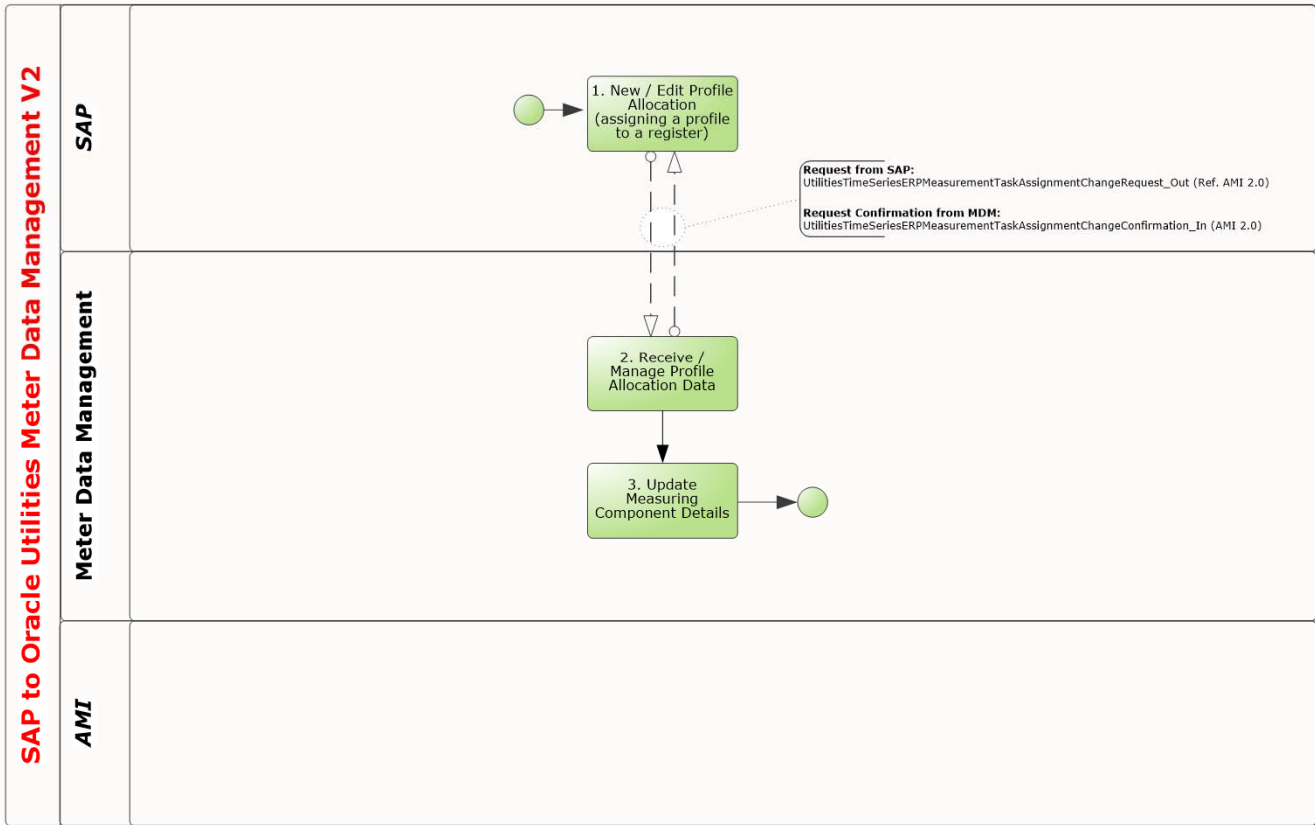 SAP to Oracle Utilities Meter Data Management V2
SAP
1. New / Edit Profile
Allocation
(assigning a profile
to a register)
Request from SAP:
UtilitiesTimeSeriesERPMeasurementTaskAssignmentChangeRequest_Out (Ref. AMI 2.0)
Request Confirmation from MDM:
UtilitiesTimeSeriesERPMeasurementTaskAssignmentChangeConfirmation_In (AMI 2.0)
Meter Data Management
2. Receive /
Manage Profile
Allocation Data
3. Update
Measuring
Component Details
AMI